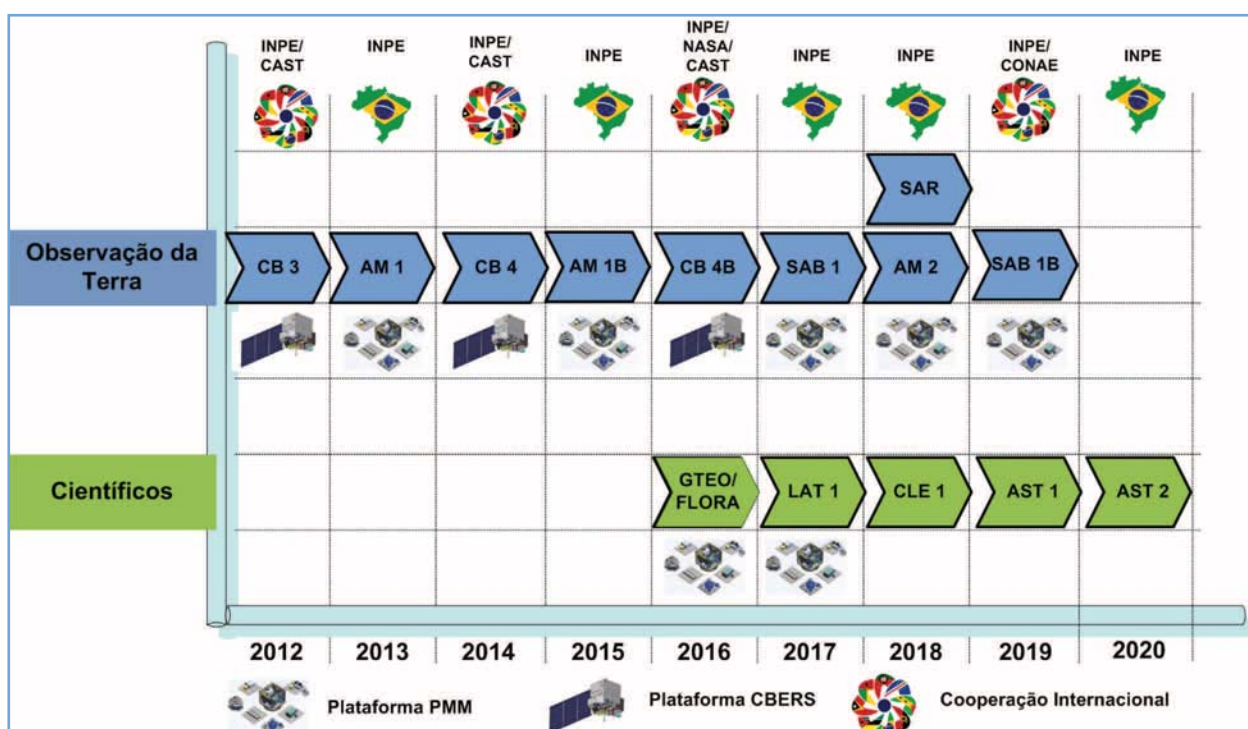 INPE/
CAST
INPE
INPE/
CAST
INPE
INPE/
NASA/
CAST
INPE
INPE
INPE/
CONAE
INPE
SAR
Observação da
Terra
CB 3
AM 1
CB 4
AM 1B
CB 4B
SAB 1
AM 2
SAB 1B
Científicos
GTEO/
FLORA
LAT 1
CLE 1
AST 1
AST 2
2012
2013
2014
2015
2016
2017
2018
2019
2020
Plataforma PMM
Plataforma CBERS
Cooperação Internacional